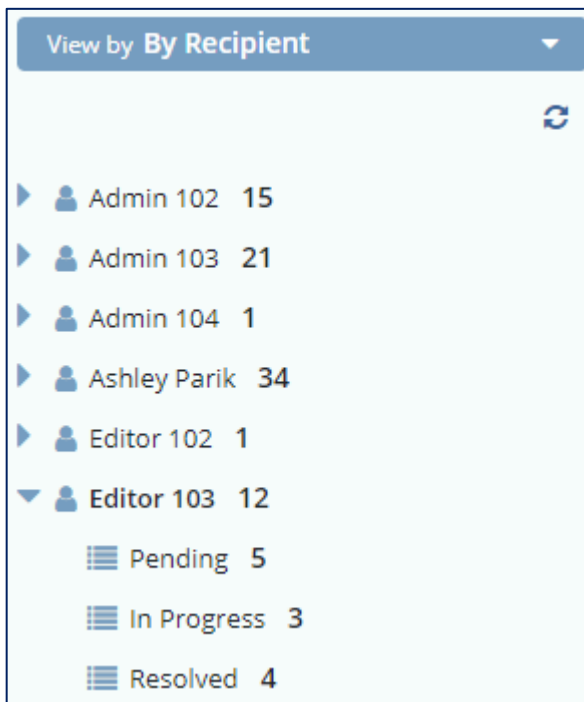 View by By Recipient
Admin 102 15
Admin 103 21
Admin 104 1
Ashley Parik 34
Editor 102 1
Editor 103 12
Pending 5
In Progress 3
Resolved 4